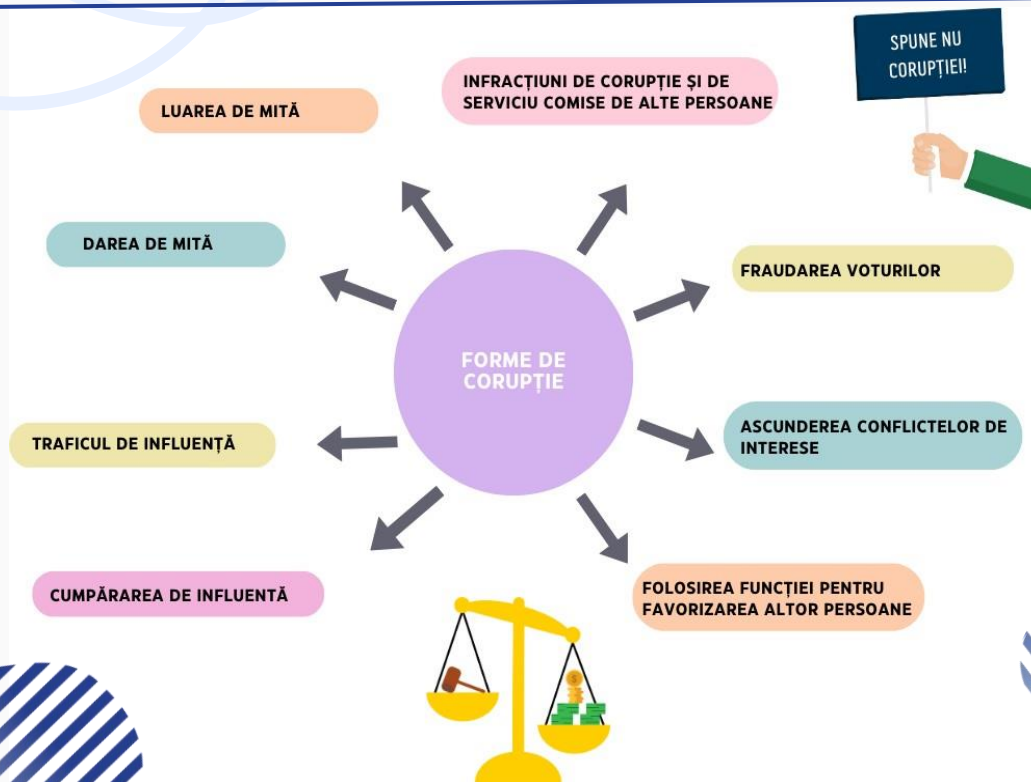 SPUNE NU
CORUPȚIEI!
INFRACȚIUNI DE CORUPȚIE ȘI DE
SERVICIU COMISE DE ALTE PERSOANE
LUAREA DE MITĂ
DAREA DE MITĂ
FRAUDAREA VOTURILOR
FORME DE
CORUPȚIE
TRAFICUL DE INFLUENȚĂ
ASCUNDEREA CONFLICTELOR DE
INTERESE
CUMPĂRAREA DE INFLUENTĂ
FOLOSIREA FUNCȚIEI PENTRU
FAVORIZAREA ALTOR PERSOANE
$